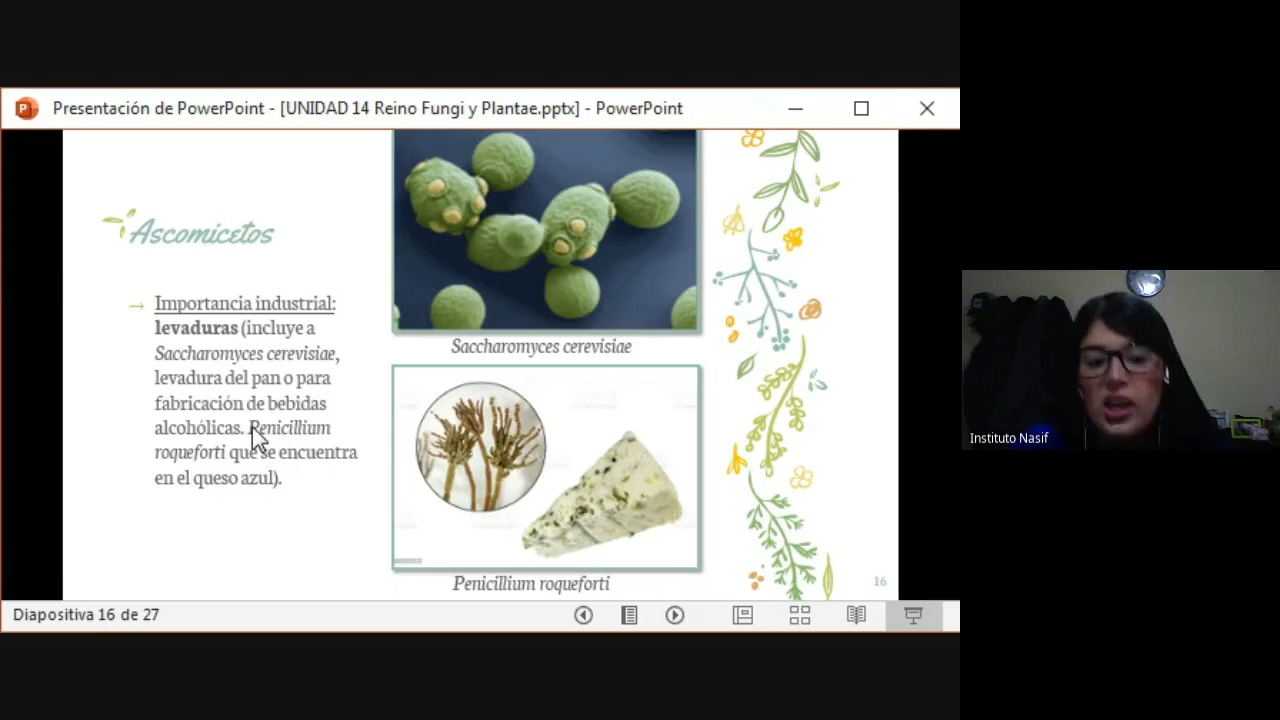 Presentación de PowerPoint - [UNIDAD 14 Reino Fungi y Plantae.pptx] - PowerPoint
Ascomicetos
→ Importancia industrial:
levaduras (incluye a
Saccharomyces cerevisiae,
levadura del pan o para
fabricación de bebidas
alcohólicas. Penicillium
roqueforti que se encuentra
en el queso azul).
Saccharomyces cerevisiae
Penicillium roqueforti
16
Diapositiva 16 de 27
Instituto Nasif